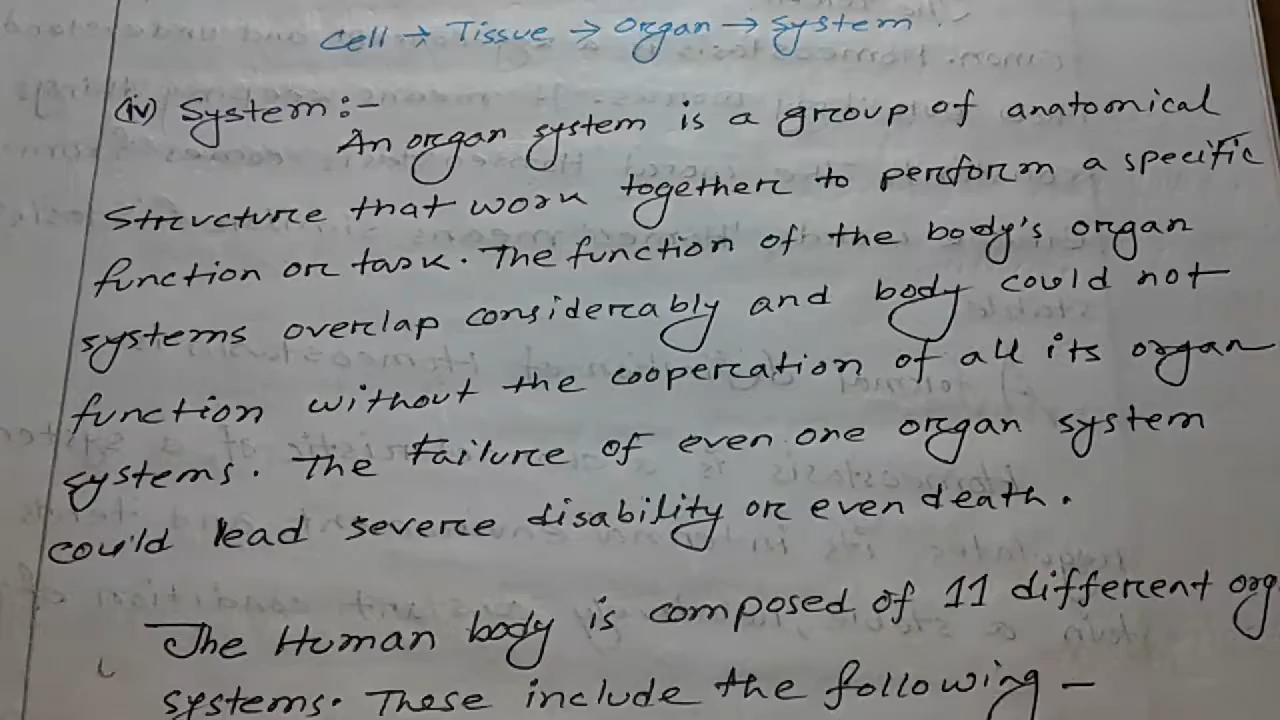 Cell → Tissue → Organ → System.
(iv) System :-
An organ system is a group of anatomical
structure that work together to perform a specific
function or task. The function of the body's organ
systems overlap considerably and body could not
function without the cooperation of all its organ
systems. The failure of even one organ system
could lead severe disability or even death.
The Human body is composed of 11 different org
systems. These include the following –